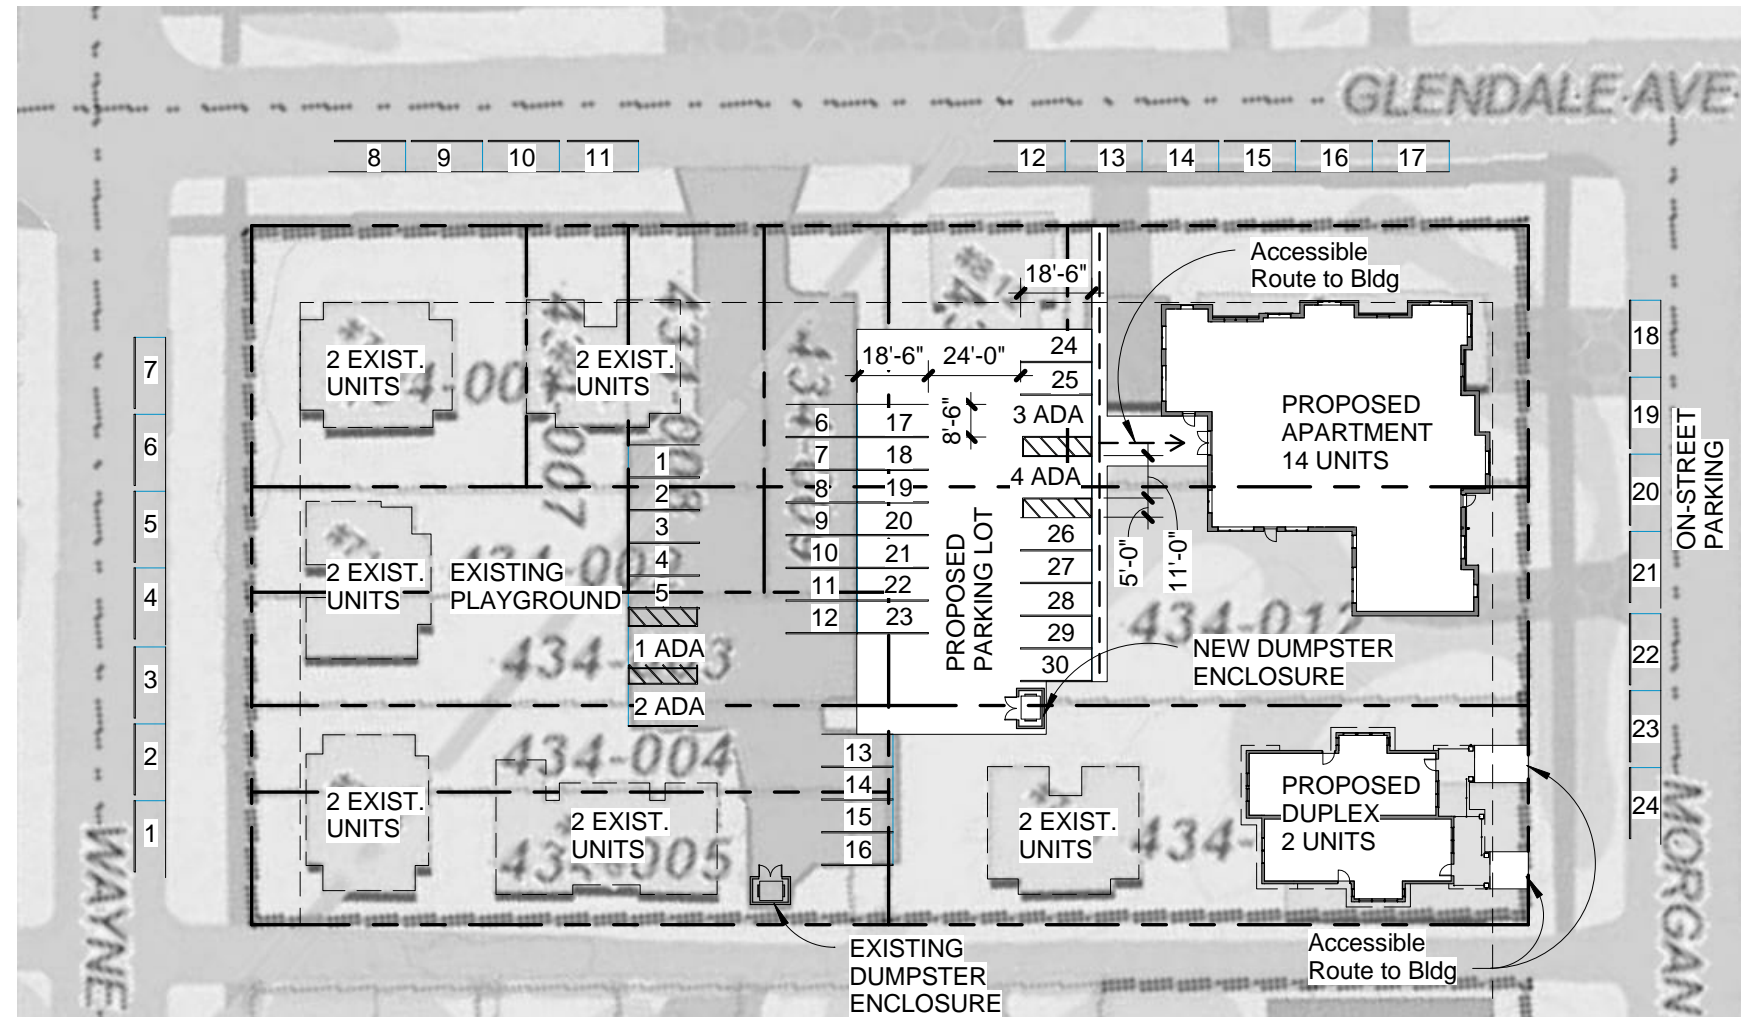 GLENDALE AVE
8
9
10
11
12
13
14
15
16
17
Accessible
Route to Bldg
18'-6"
18'-6"
24'-0"
8'-6"
24
25
3 ADA
4 ADA
26
27
28
29
30
6
7
8
9
10
11
12
17
18
19
20
21
22
23
PROPOSED
PARKING LOT
5'-0"
11'-0"
PROPOSED
APARTMENT
14 UNITS
2 EXIST.
UNITS
2 EXIST.
UNITS
2 EXIST.
UNITS
EXISTING
PLAYGROUND
1
2
3
4
5
1 ADA
2 ADA
434-003
434-004
434-012
NEW DUMPSTER
ENCLOSURE
7
6
5
4
3
2
1
18
19
20
21
22
23
24
ON-STREET
PARKING
13
14
15
16
2 EXIST.
UNITS
2 EXIST.
UNITS
2 EXIST.
UNITS
PROPOSED
DUPLEX
2 UNITS
WAYNE
MORGAN
EXISTING
DUMPSTER
ENCLOSURE
Accessible
Route to Bldg